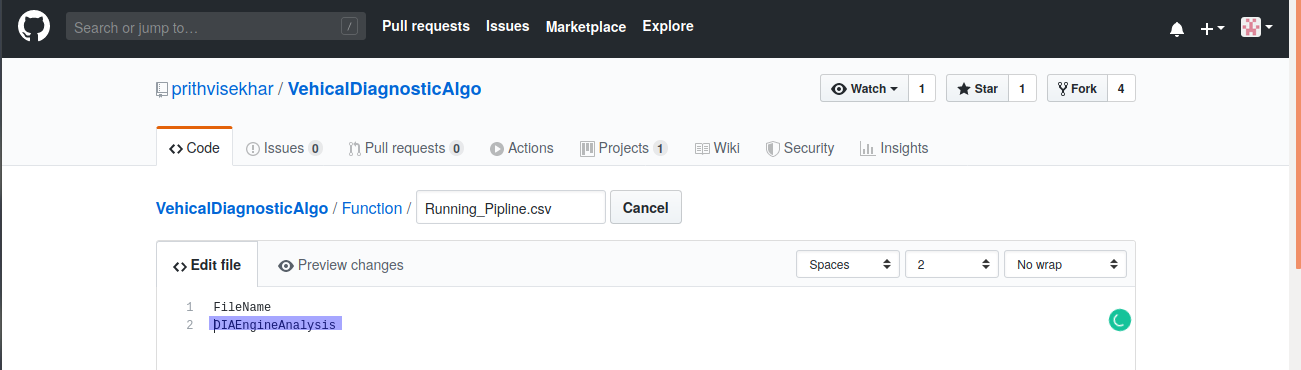 Search or jump to… /
Pull requests Issues Marketplace Explore
prithvisekhar / VehicalDiagnosticAlgo
Watch 1 Star 1 Fork 4
Code Issues 0 Pull requests 0 Actions Projects 1 Wiki Security Insights
VehicalDiagnosticAlgo / Function / Running_Pipline.csv Cancel
Edit file Preview changes Spaces 2 No wrap
1 FileName
2 DIAEngineAnalysis